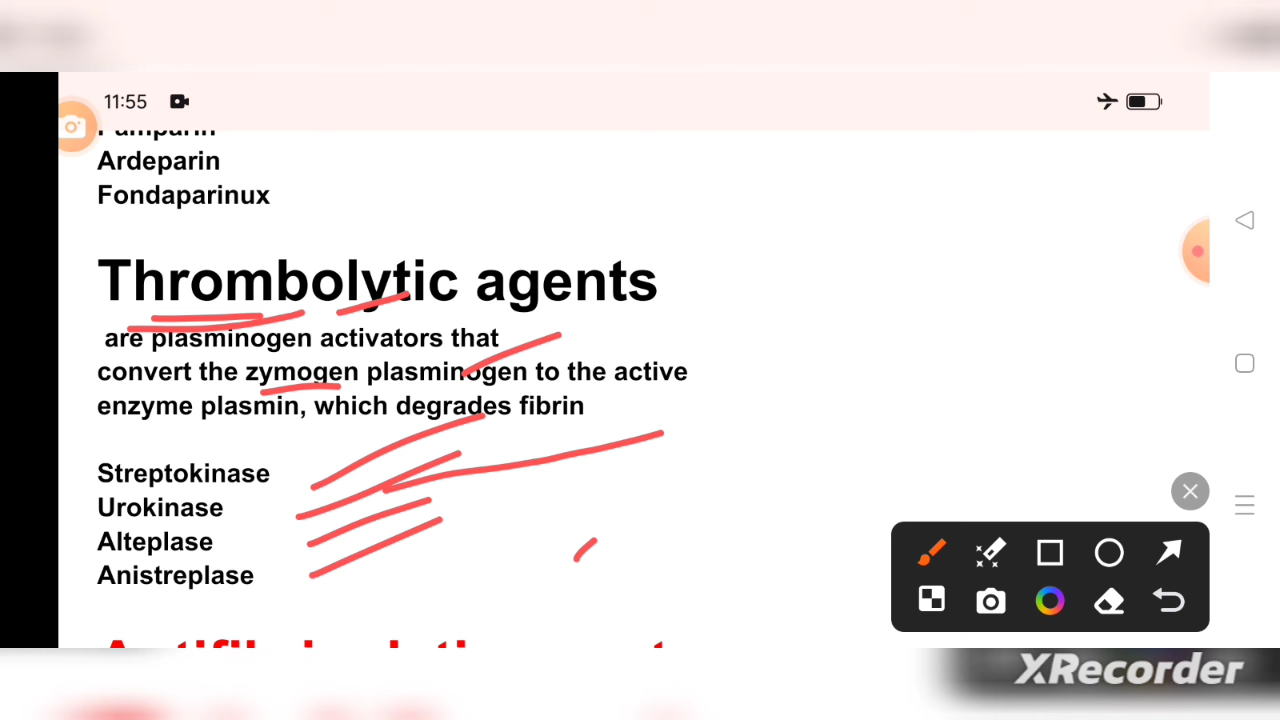 11:55
Ardeparin
Fondaparinux
Thrombolytic agents
are plasminogen activators that
convert the zymogen plasminogen to the active
enzyme plasmin, which degrades fibrin
Streptokinase
Urokinase
Alteplase
Anistreplase
XRecorder